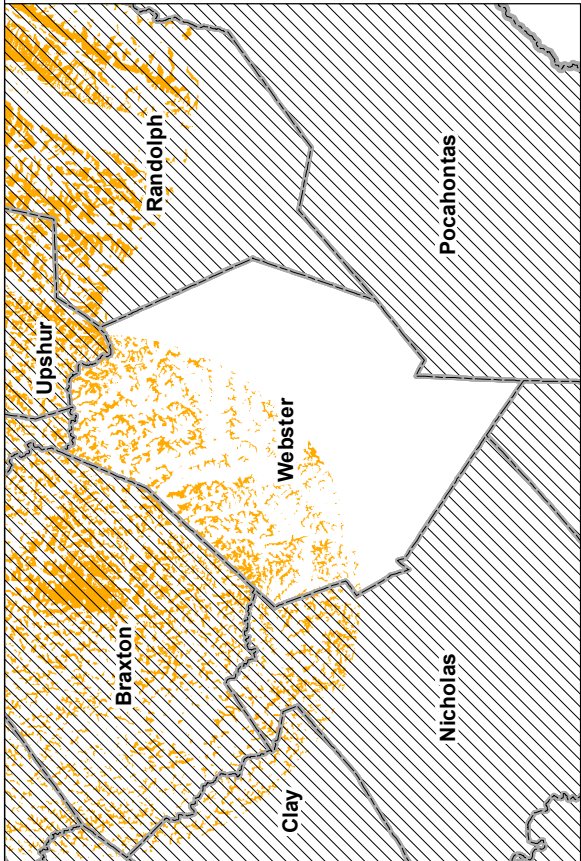 Randolph
Pocahontas
Upshur
Webster
Braxton
Nicholas
Clay